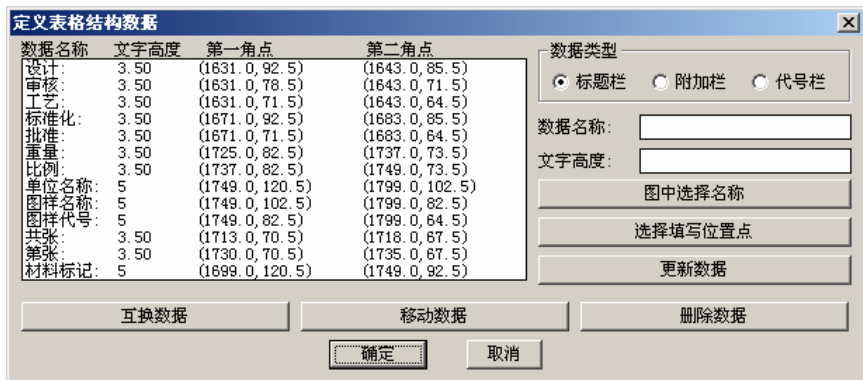 定义表格结构数据
数据名称 文字高度 第一角点 第二角点
设计: 3.50 (1631.0,92.5) (1643.0,85.5)
审核: 3.50 (1631.0,78.5) (1643.0,71.5)
工艺: 3.50 (1631.0,71.5) (1643.0,64.5)
标准化: 3.50 (1671.0,92.5) (1683.0,85.5)
批准: 3.50 (1671.0,71.5) (1683.0,64.5)
重量: 3.50 (1725.0,82.5) (1737.0,73.5)
比例: 3.50 (1737.0,82.5) (1749.0,73.5)
单位名称: 5 (1749.0,120.5) (1799.0,102.5)
图样名称: 5 (1749.0,102.5) (1799.0,82.5)
图样代号: 5 (1749.0,82.5) (1799.0,64.5)
共张: 3.50 (1713.0,70.5) (1718.0,67.5)
第张: 3.50 (1730.0,70.5) (1735.0,67.5)
材料标记: 5 (1699.0,120.5) (1749.0,92.5)
数据类型
标题栏 附加栏 代号栏
数据名称:
文字高度:
图中选择名称
选择填写位置点
更新数据
互换数据 移动数据 删除数据
确定 取消